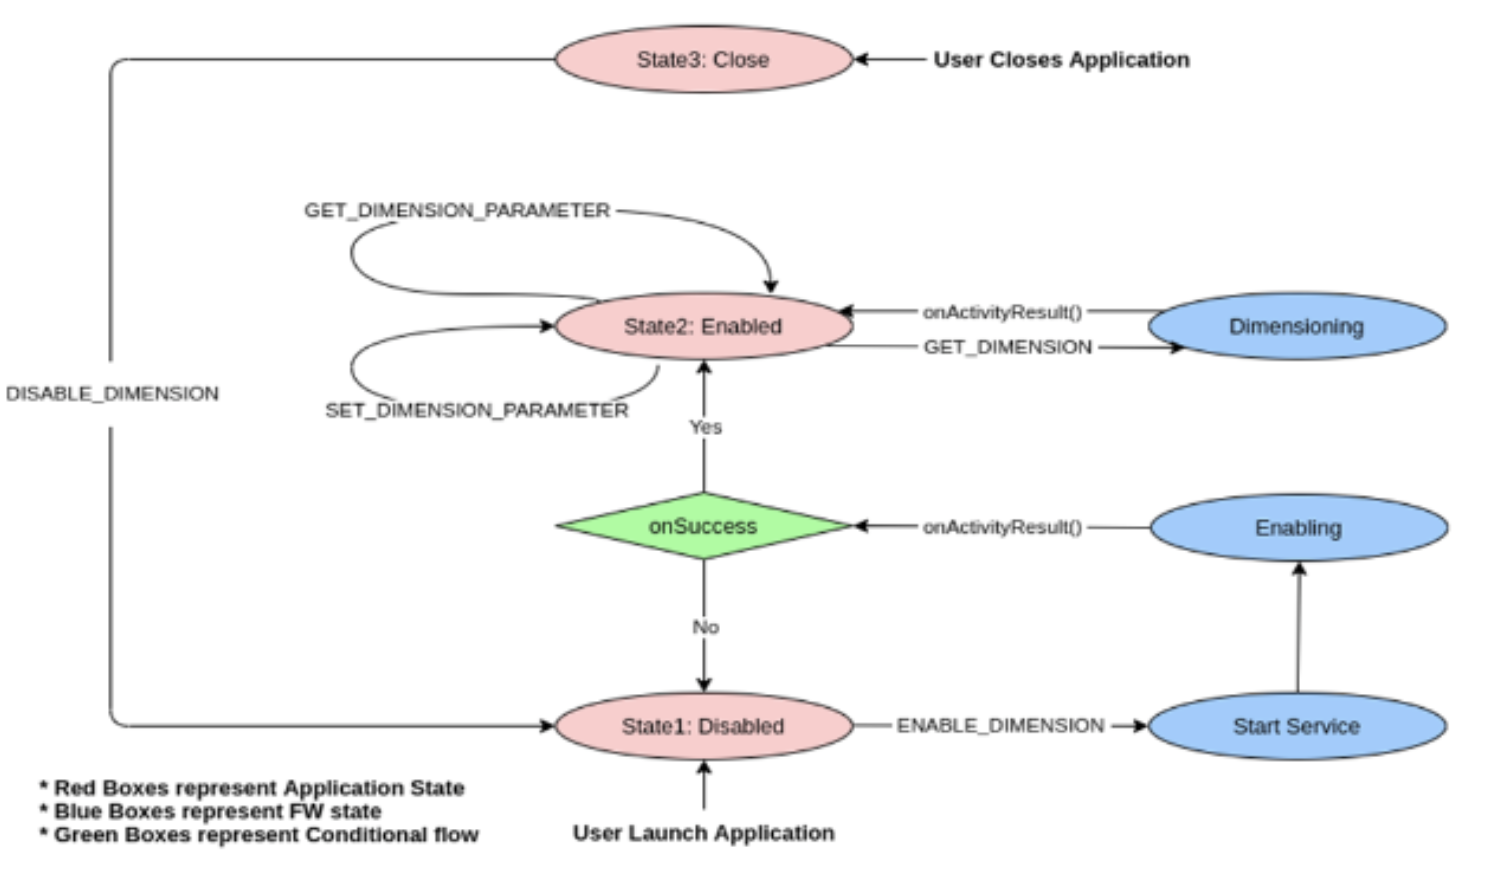 State3: Close
User Closes Application
GET_DIMENSION_PARAMETER
onActivityResult()
State2: Enabled
Dimensioning
GET_DIMENSION
DISABLE_DIMENSION
SET_DIMENSION_PARAMETER
Yes
onSuccess
onActivityResult()
Enabling
No
State1: Disabled
ENABLE_DIMENSION
Start Service
* Red Boxes represent Application State
* Blue Boxes represent FW state
* Green Boxes represent Conditional flow
User Launch Application